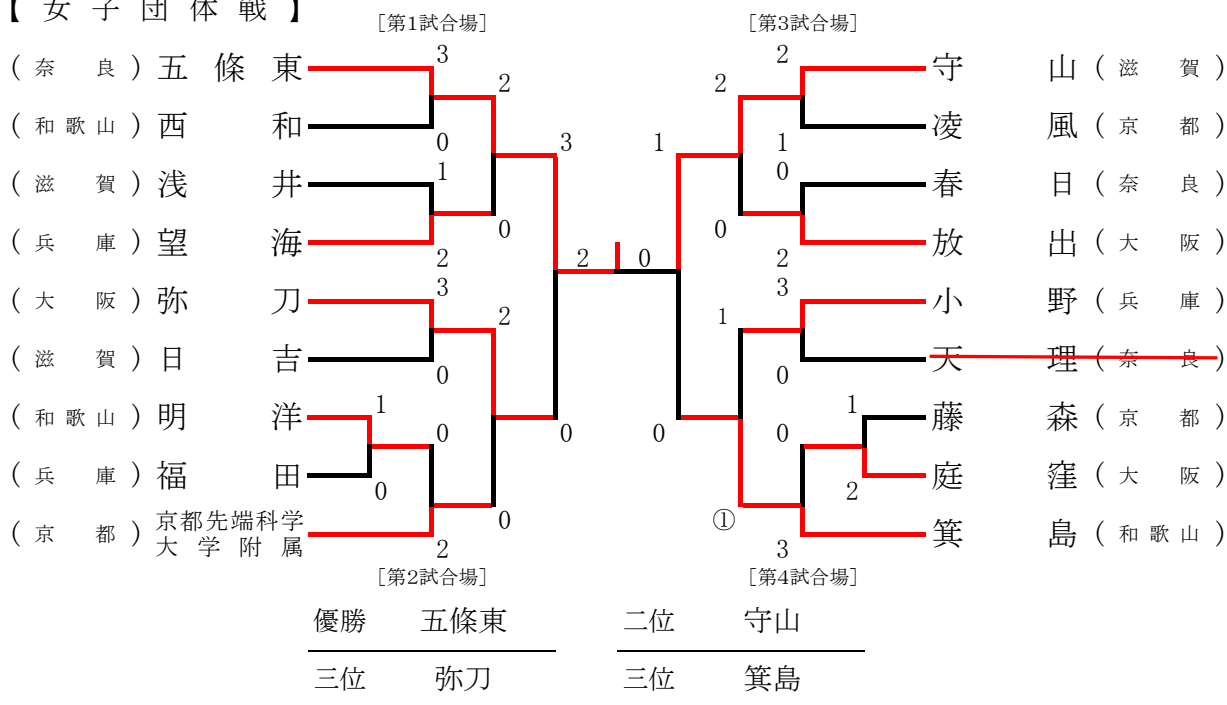 【 女 子 団 体 戦 】
[第1試合場]
[第3試合場]
( 奈 良 ) 五 條 東
3
2
守 山 ( 滋 賀 )
2
2
( 和 歌 山 ) 西 和
0
1
凌 風 ( 京 都 )
3
1
( 滋 賀 ) 浅 井
1
0
春 日 ( 奈 良 )
0
0
( 兵 庫 ) 望 海
2
2
放 出 ( 大 阪 )
2 0
( 大 阪 ) 弥 刀
3
3
小 野 ( 兵 庫 )
2
1
( 滋 賀 ) 日 吉
0
0
天 理 ( 奈 良 )
( 和 歌 山 ) 明 洋
1
1
藤 森 ( 京 都 )
0
0
0
0
( 兵 庫 ) 福 田
0
2
庭 窪 ( 大 阪 )
0
①
( 京 都 ) 京都先端科学
大 学 附 属
2
3
箕 島 ( 和 歌 山 )
[第2試合場]
[第4試合場]
優勝 五條東
二位 守山
三位 弥刀
三位 箕島